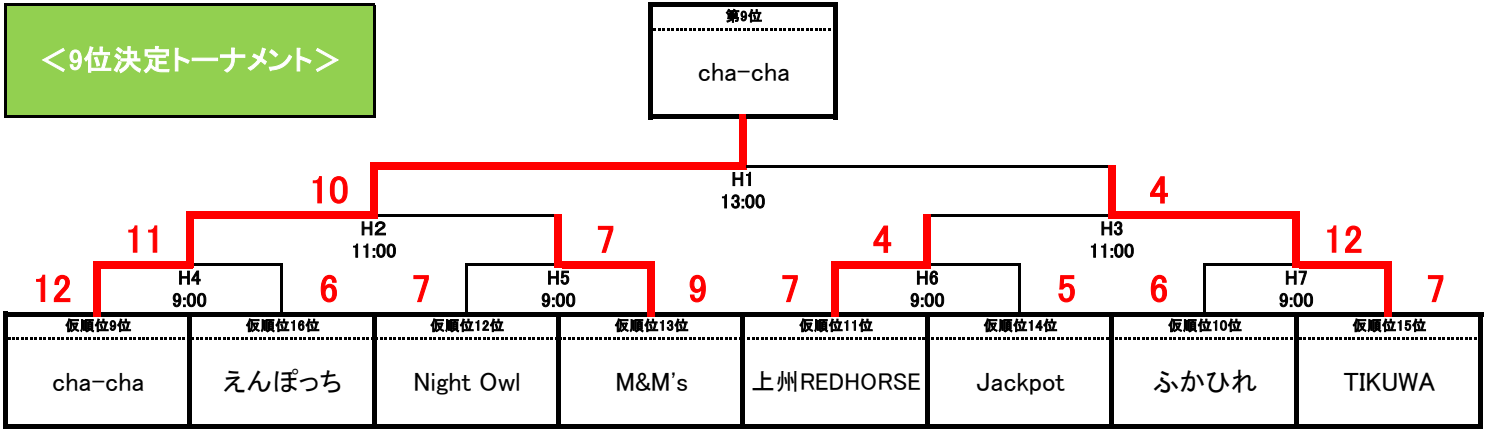 第9位
<9位決定トーナメント>
cha-cha
H1
13:00
10
4
H2
11:00
H3
11:00
11
7
4
12
H4
9:00
H5
9:00
H6
9:00
H7
9:00
12
6
7
9
7
5
6
7
仮順位9位
仮順位16位
仮順位12位
仮順位13位
仮順位11位
仮順位14位
仮順位10位
仮順位15位
cha-cha
えんぽっち
Night Owl
M&M's
上州REDHORSE
Jackpot
ふかひれ
TIKUWA